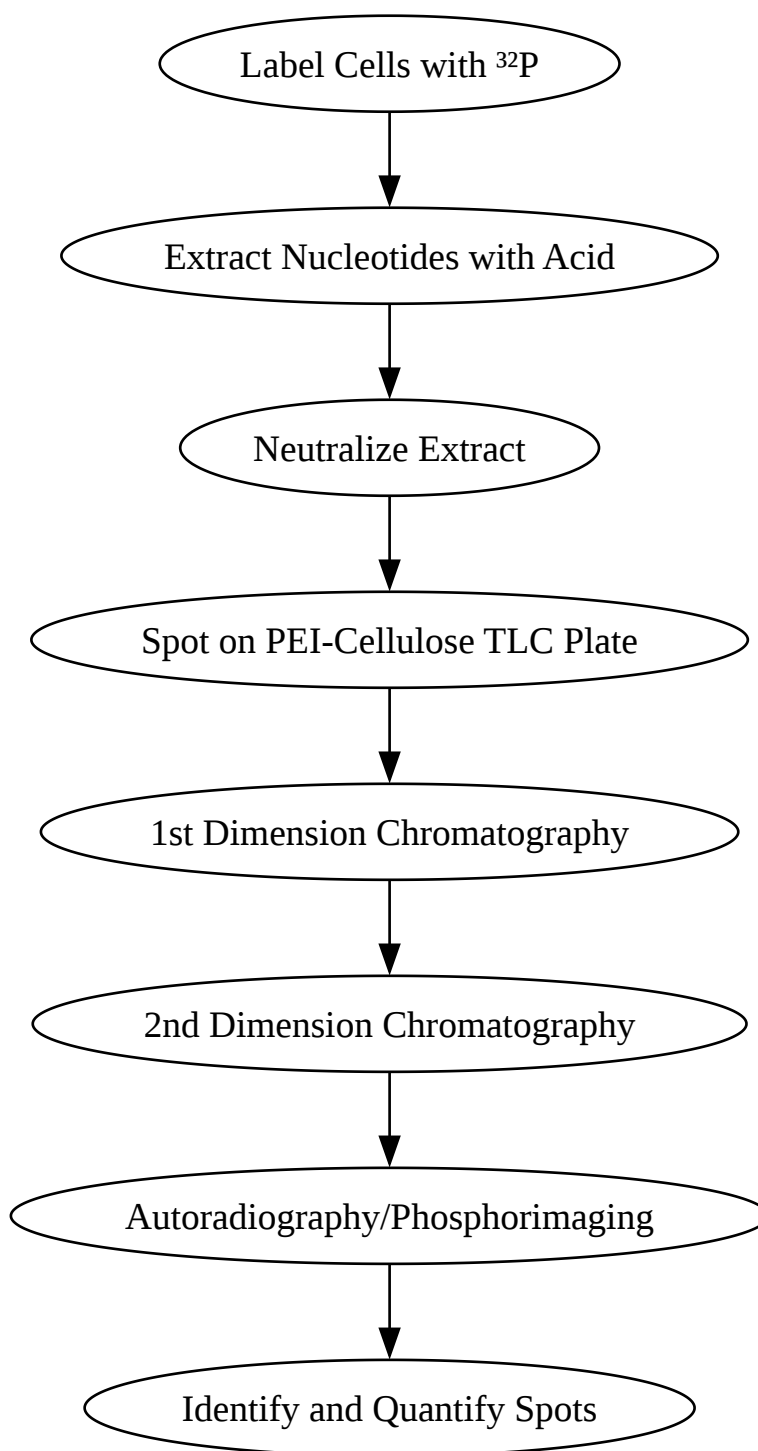 Label Cells with ³²P
Extract Nucleotides with Acid
Neutralize Extract
Spot on PEI-Cellulose TLC Plate
1st Dimension Chromatography
2nd Dimension Chromatography
Autoradiography/Phosphorimaging
Identify and Quantify Spots